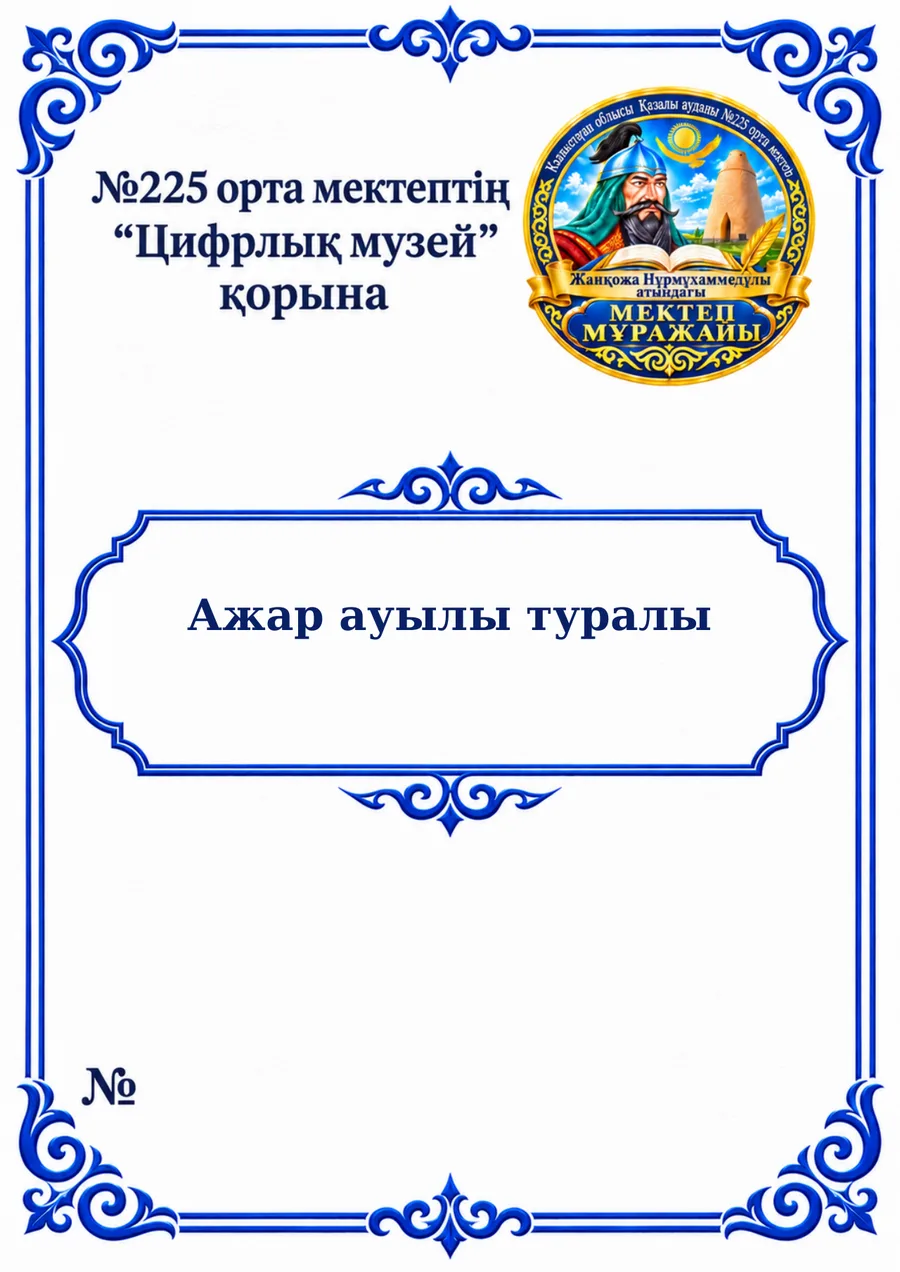 №225 орта мектептің
“Цифрлық музей”
қорына
Қазалы ауданы №225 орта мектеп
Жанқожа Нұрмұхаммедұлы
атындағы
МЕКТЕП
МҰРАЖАЙЫ
Ажар ауылы туралы
№